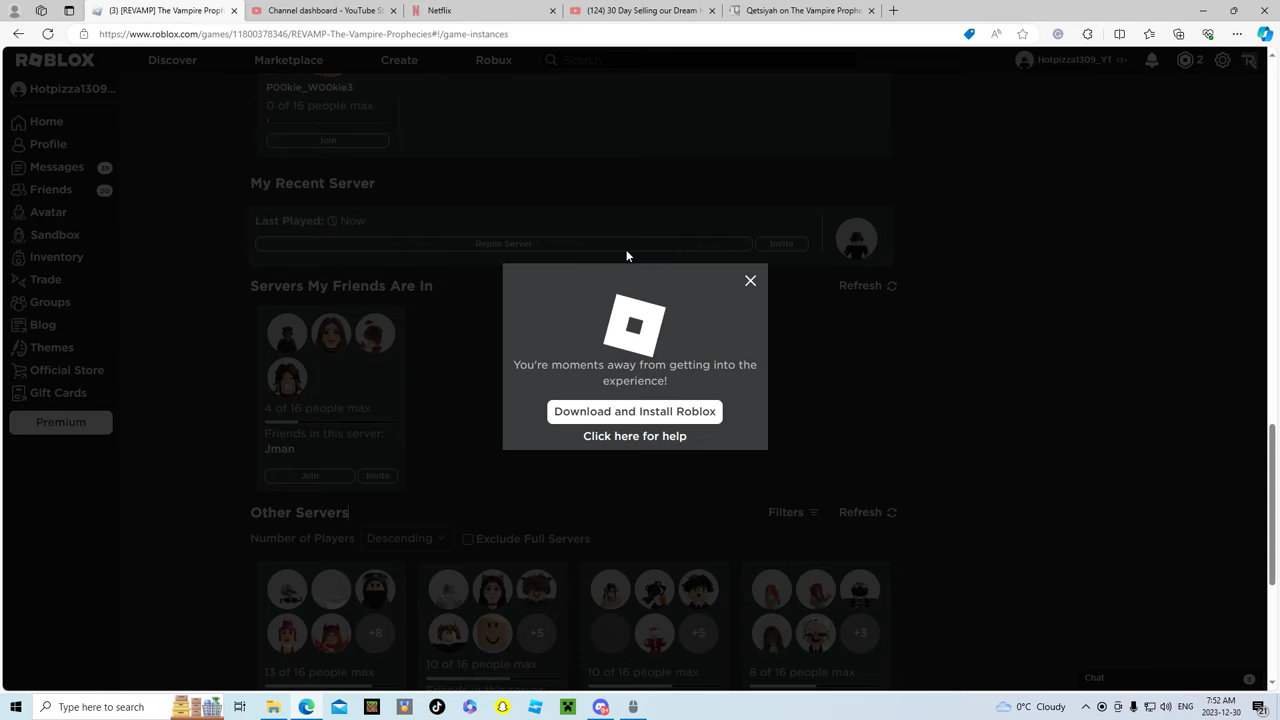 (3) [REVAMP] The Vampire Proph
Channel dashboard - YouTube St
Netflix
(124) 30 Day Selling our Dream
Qetsiyah on The Vampire Prophe
https://www.roblox.com/games/11800378346/REVAMP-The-Vampire-Prophecies#!/game-instances
ROBLOX
Discover
Marketplace
Create
Robux
Search
Hotpizza1309_YT 13+
2
Hotpizza1309...
Home
Profile
Messages
Friends 20
Avatar
Sandbox
Inventory
Trade
Groups
Blog
Themes
Official Store
Gift Cards
Premium
P00kie_W00kie3
0 of 16 people max
Join
My Recent Server
Last Played: Now
Rejoin Server
Invite
Servers My Friends Are In
Refresh
4 of 16 people max
Friends in this server:
Jman
Join
Invite
You're moments away from getting into the
experience!
Download and Install Roblox
Click here for help
Other Servers
Filters
Refresh
Number of Players
Descending
Exclude Full Servers
+8
+5
+5
+3
13 of 16 people max
10 of 16 people max
10 of 16 people max
8 of 16 people max
Chat
Type here to search
0°C Cloudy
7:52 AM
2023-12-30
21